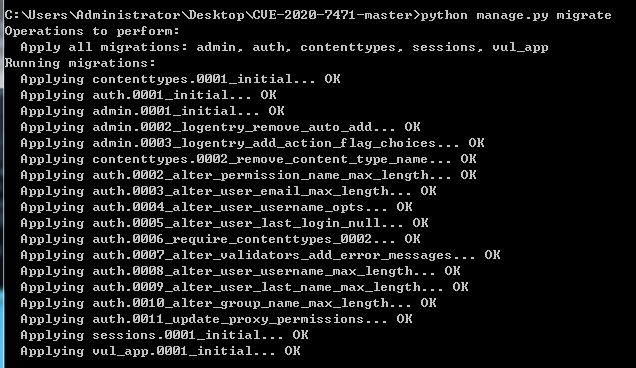 C:\Users\Administrator\Desktop\CVE-2020-7471-master>python manage.py migrate
Operations to perform:
  Apply all migrations: admin, auth, contenttypes, sessions, vul_app
Running migrations:
  Applying contenttypes.0001_initial... OK
  Applying auth.0001_initial... OK
  Applying admin.0001_initial... OK
  Applying admin.0002_logentry_remove_auto_add... OK
  Applying admin.0003_logentry_add_action_flag_choices... OK
  Applying contenttypes.0002_remove_content_type_name... OK
  Applying auth.0002_alter_permission_name_max_length... OK
  Applying auth.0003_alter_user_email_max_length... OK
  Applying auth.0004_alter_user_username_opts... OK
  Applying auth.0005_alter_user_last_login_null... OK
  Applying auth.0006_require_contenttypes_0002... OK
  Applying auth.0007_alter_validators_add_error_messages... OK
  Applying auth.0008_alter_user_username_max_length... OK
  Applying auth.0009_alter_user_last_name_max_length... OK
  Applying auth.0010_alter_group_name_max_length... OK
  Applying auth.0011_update_proxy_permissions... OK
  Applying sessions.0001_initial... OK
  Applying vul_app.0001_initial... OK